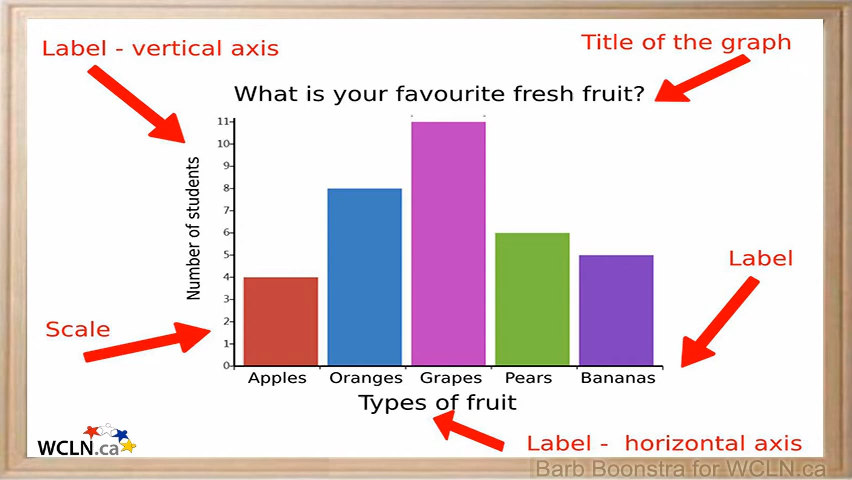 Label - vertical axis
Title of the graph
What is your favourite fresh fruit?
Number of students
11
10
9
8
7
6
5
4
3
2
1
0
Label
Scale
Apples Oranges Grapes Pears Bananas
Types of fruit
Label - horizontal axis
WCLN.ca
Barb Boonstra for WCLN.ca